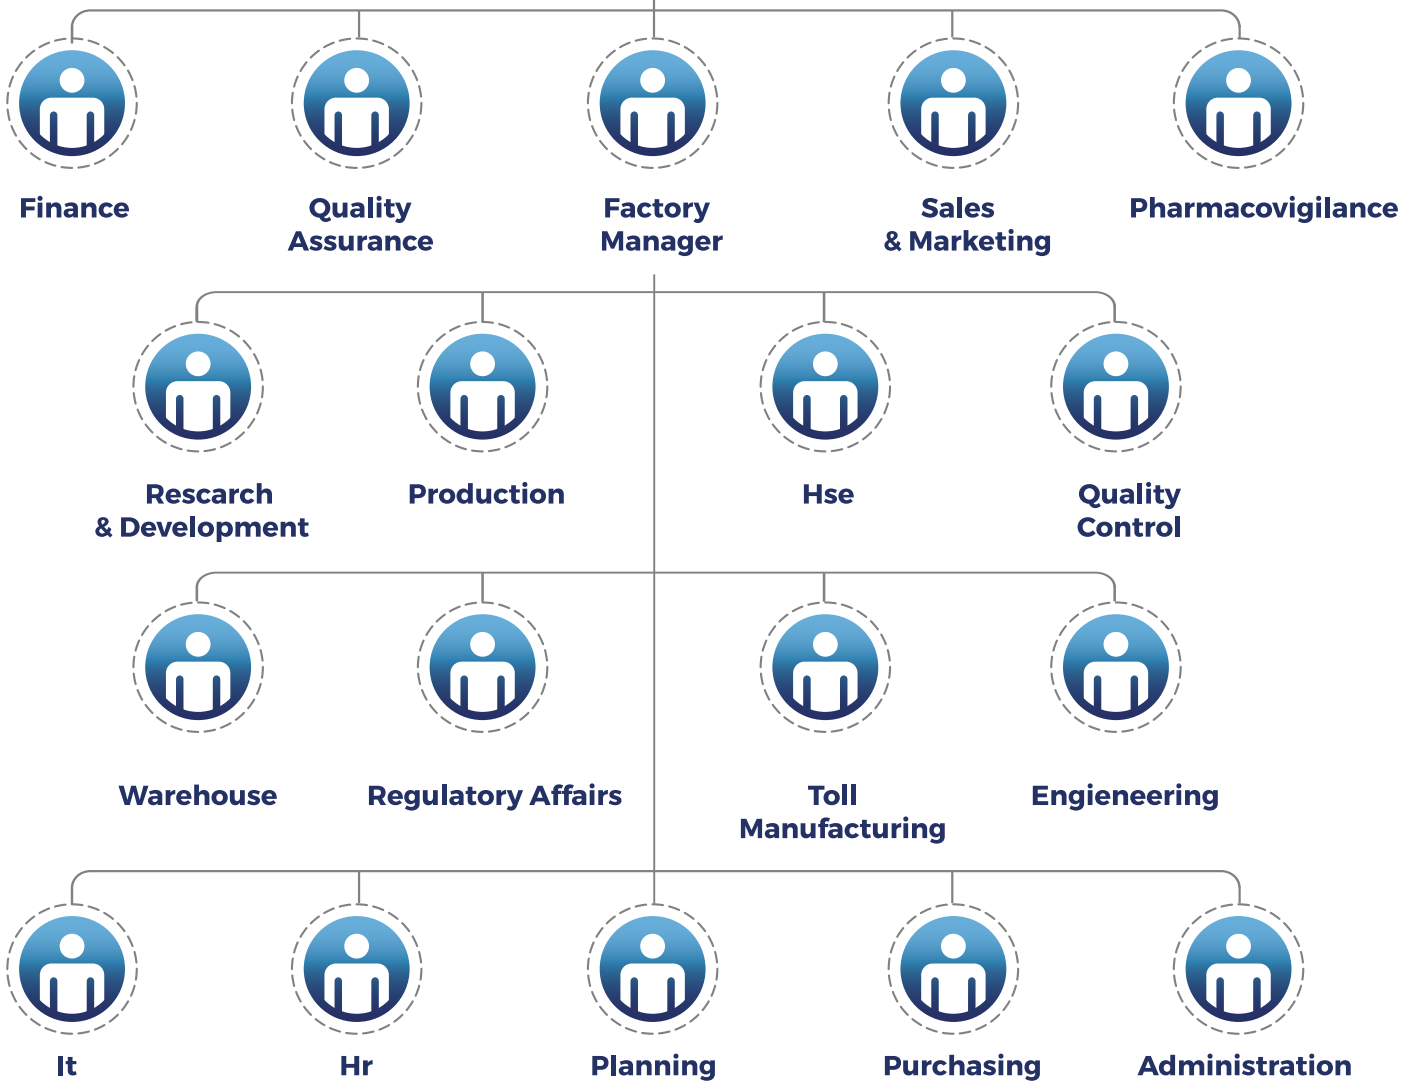 Finance
Quality
Assurance
Factory
Manager
Sales
& Marketing
Pharmacovigilance
Rescarch
& Development
Production
Hse
Quality
Control
Warehouse
Regulatory Affairs
Toll
Manufacturing
Engieneering
It
Hr
Planning
Purchasing
Administration